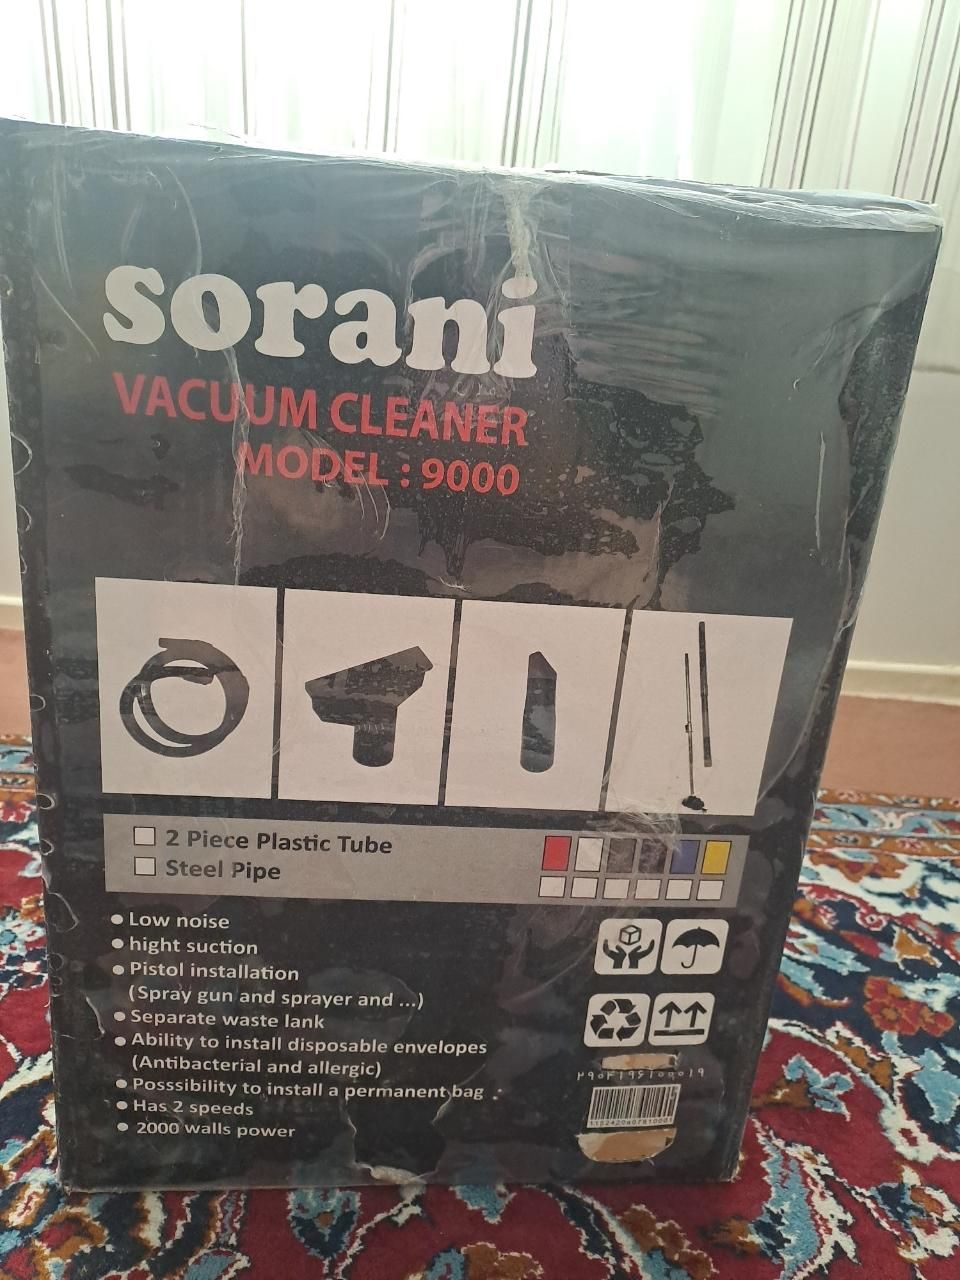 sorani
VACUUM CLEANER
MODEL : 9000
2 Piece Plastic Tube
Steel Pipe
Low noise
hight suction
Pistol installation
(Spray gun and sprayer and ...)
Separate waste lank
Ability to install disposable envelopes
(Antibacterial and allergic)
Posssibility to install a permanent bag .
Has 2 speeds
2000 walls power